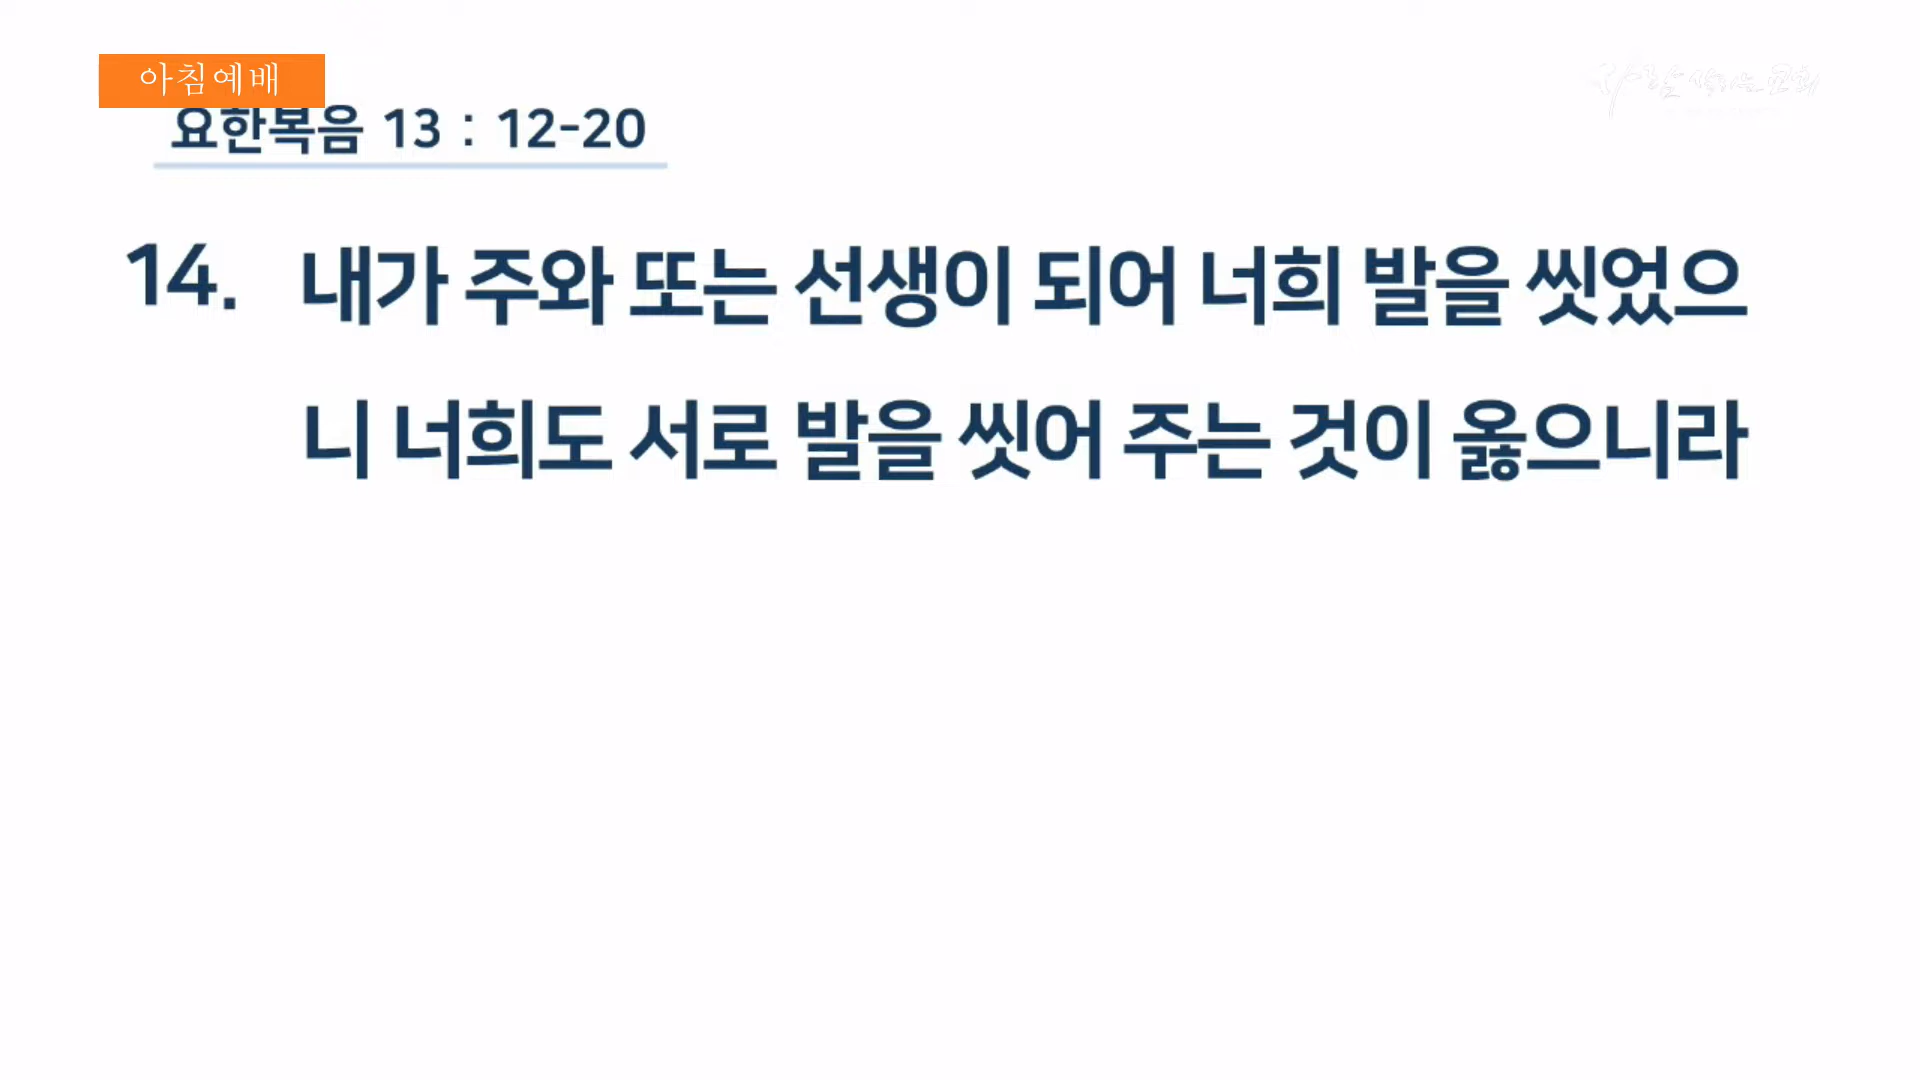 아침예배
요한복음 13 : 12-20
14. 내가 주와 또는 선생이 되어 너희 발을 씻었으
니 너희도 서로 발을 씻어 주는 것이 옳으니라